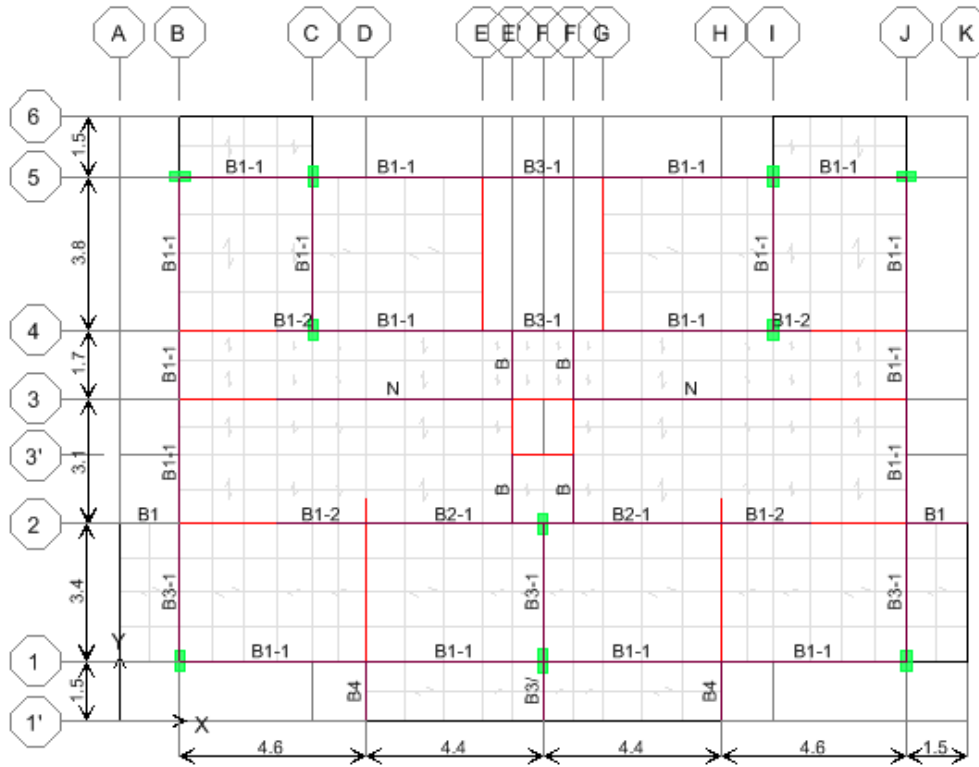 A B C D E E' F F' G H I J K
6
1.5
B1-1 B1-1 B3-1 B1-1 B1-1
5
3.8
B1-1 B1-1 B1-1 B1-1
B1-2 B1-1 B3-1 B1-1 B1-2
4
1.7
B1-1 B B B1-1
N N
3
3.1
3'
B1-1 B B B1-1
B1 B1-2 B2-1 B2-1 B1-2 B1
2
3.4
B3-1 B3-1 B3-1
Y
B1-1 B1-1 B1-1 B1-1
1
1.5
B4 B3/ B4
1' X
4.6 4.4 4.4 4.6 1.5